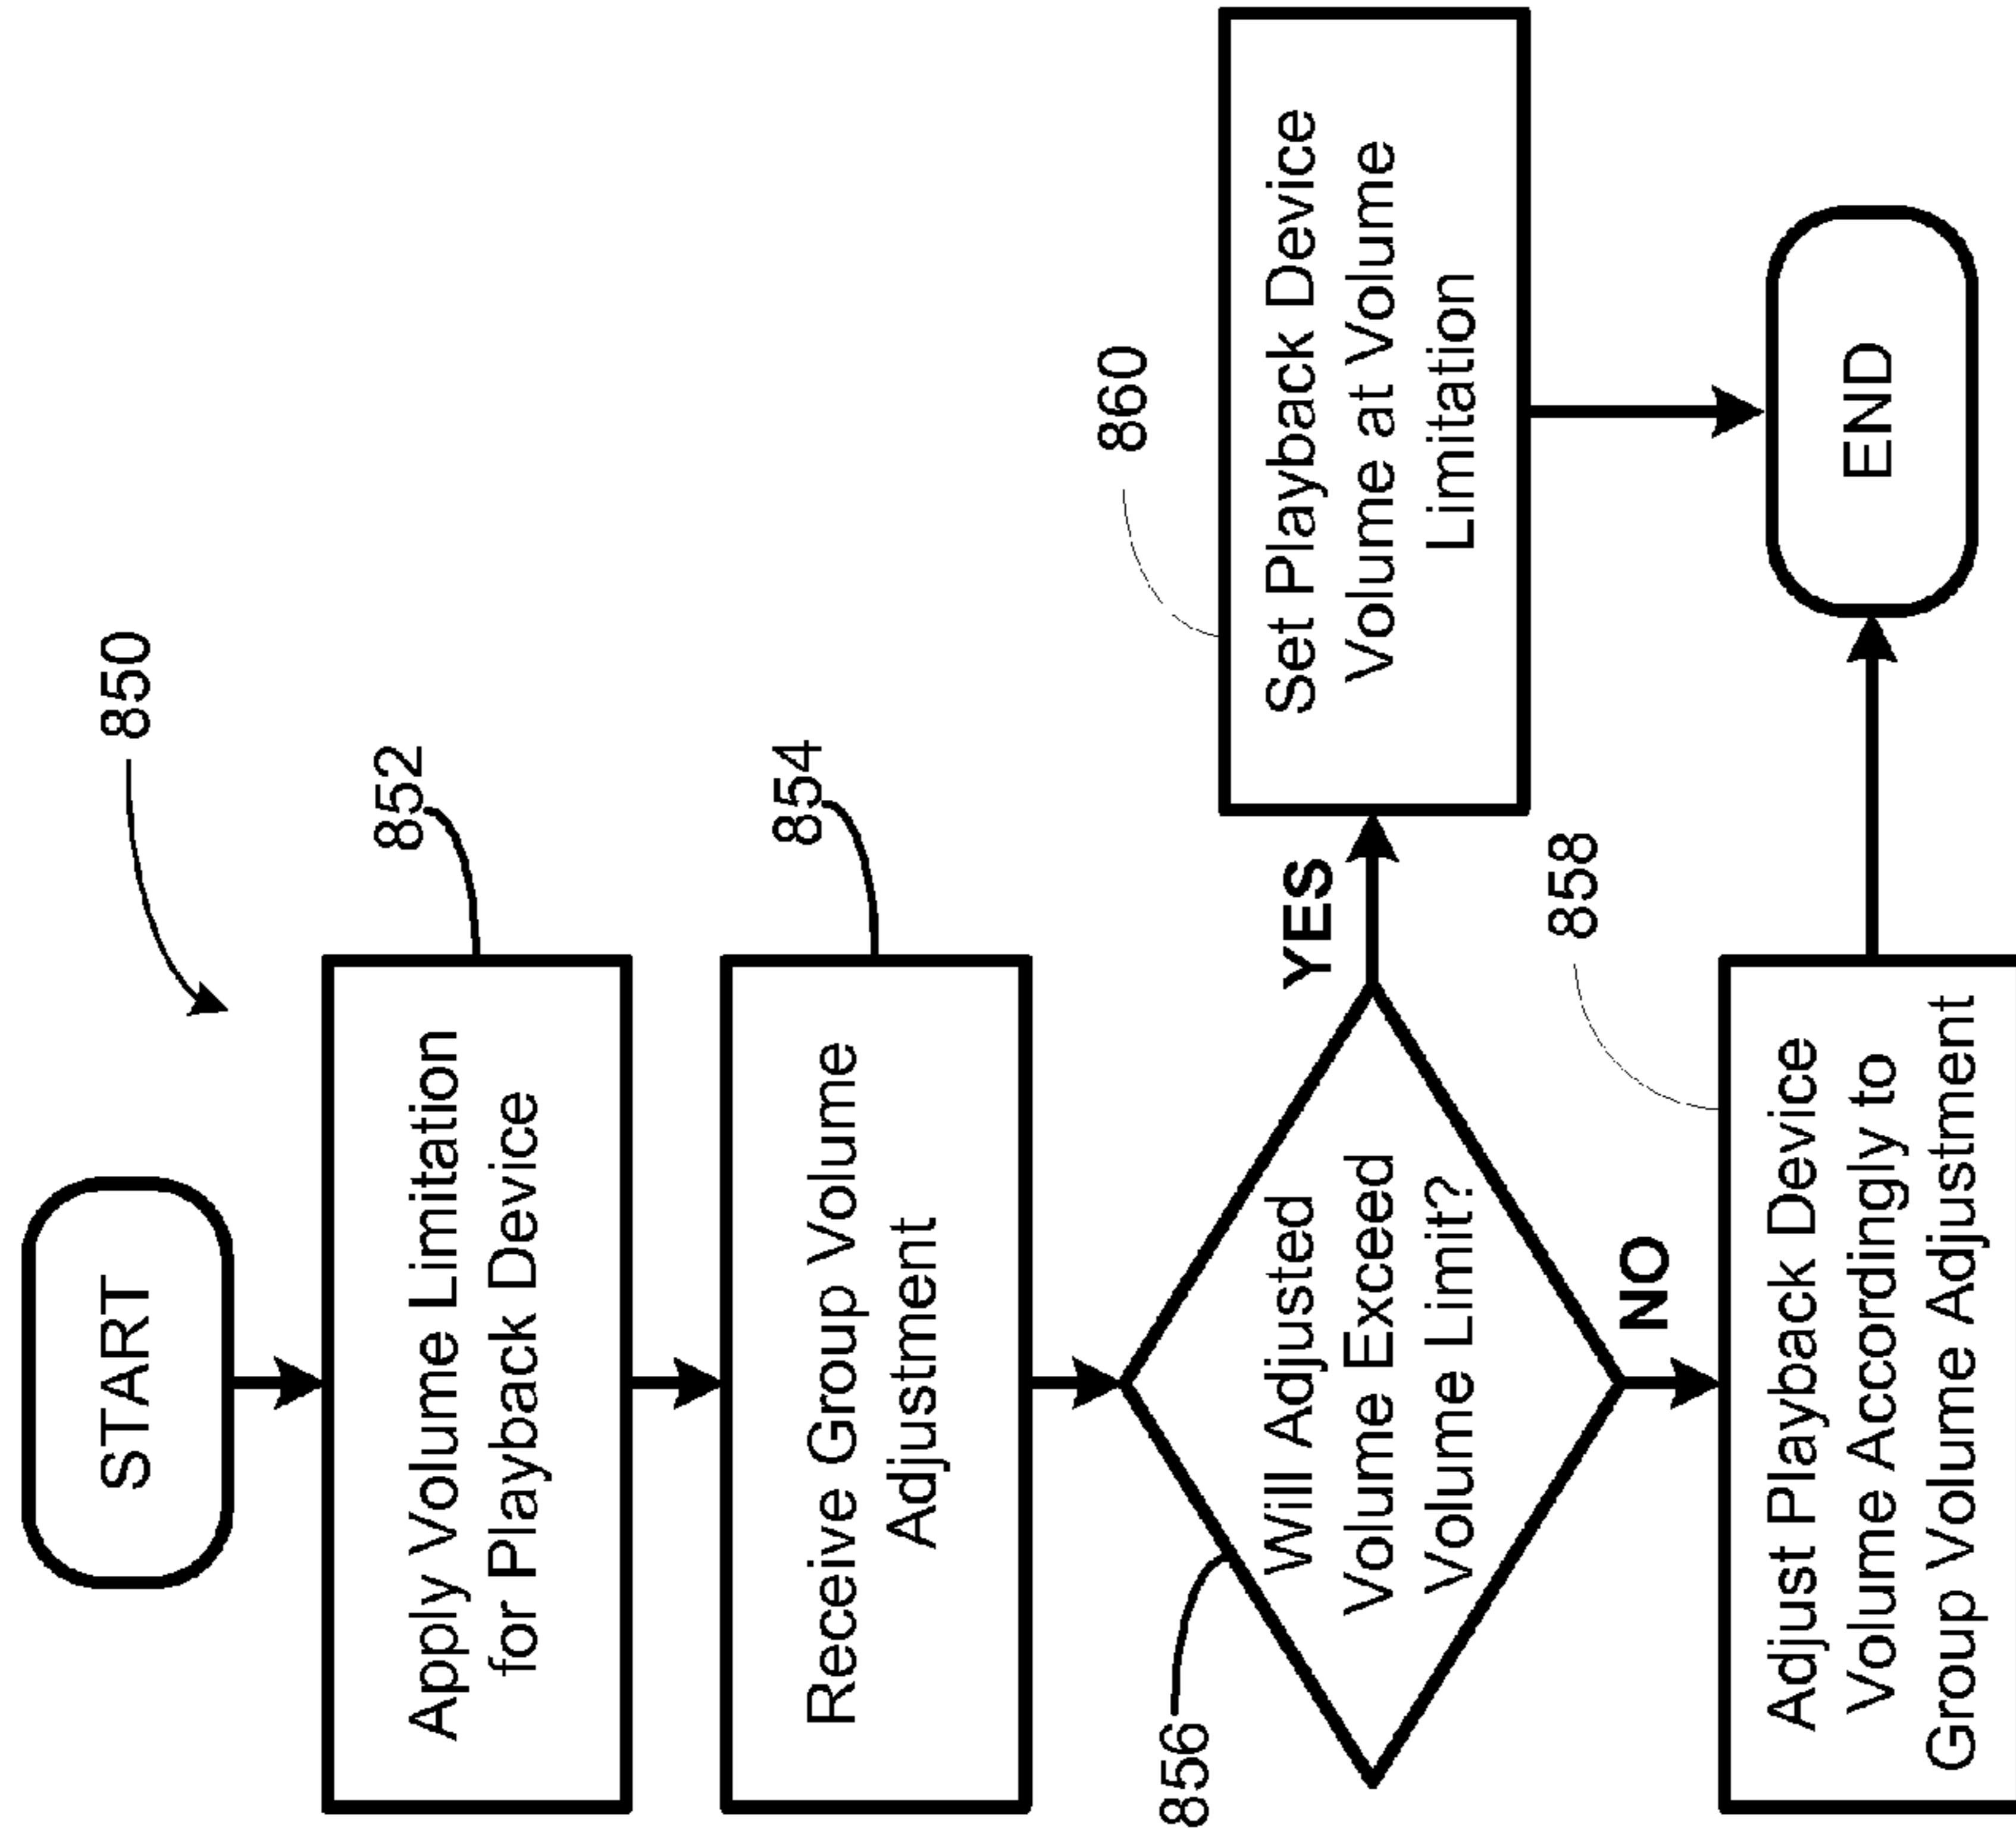 850
START
852
Apply Volume Limitation
for Playback Device
854
Receive Group Volume
Adjustment
856
Will Adjusted
Volume Exceed
Volume Limit?
YES
860
Set Playback Device
Volume at Volume
Limitation
NO
858
Adjust Playback Device
Volume Accordingly to
Group Volume Adjustment
END